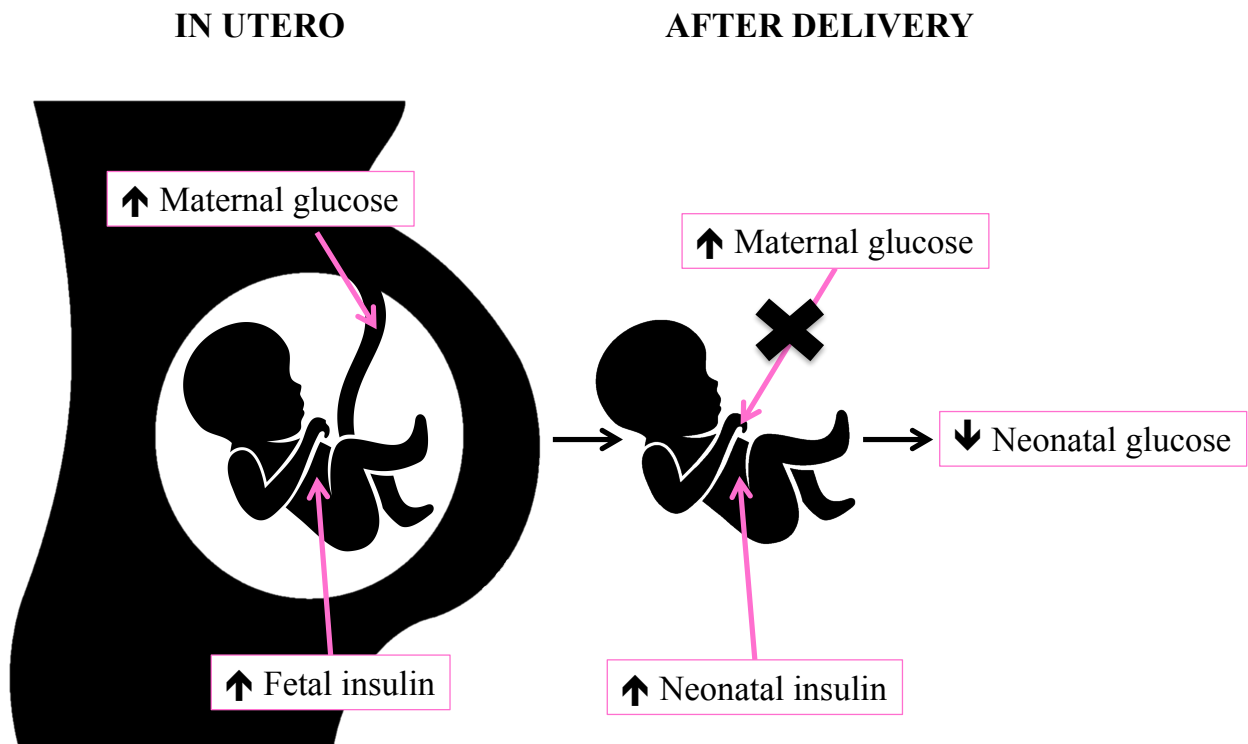 IN UTERO
AFTER DELIVERY
↑ Maternal glucose
↑ Maternal glucose
↓ Neonatal glucose
↑ Fetal insulin
↑ Neonatal insulin